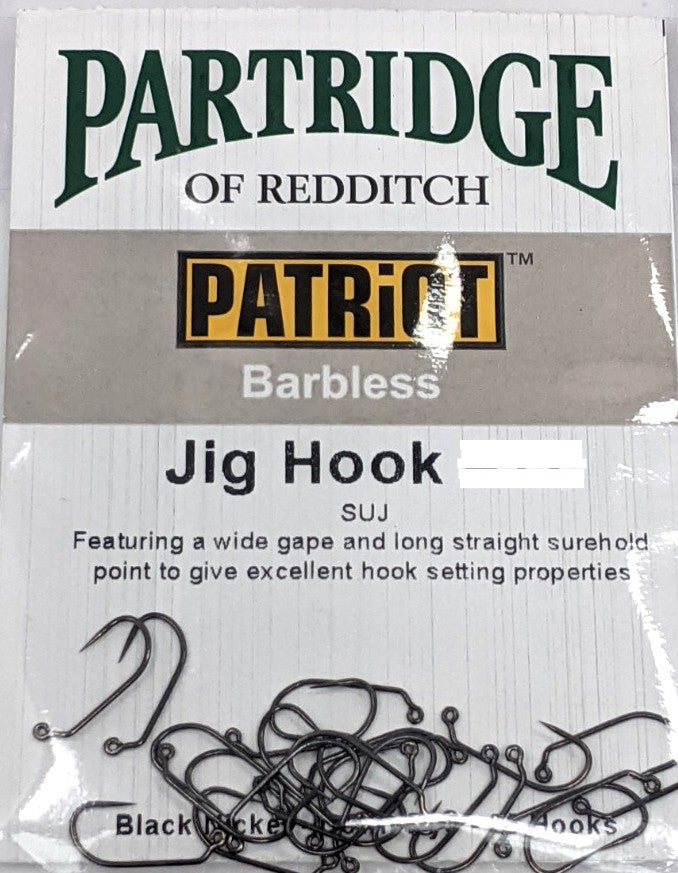 PARTRIDGE
OF REDDITCH
PATRiOT™
Barbless
Jig Hook
SUJ
Featuring a wide gape and long straight surehold
point to give excellent hook setting properties
Black Nickel Hooks